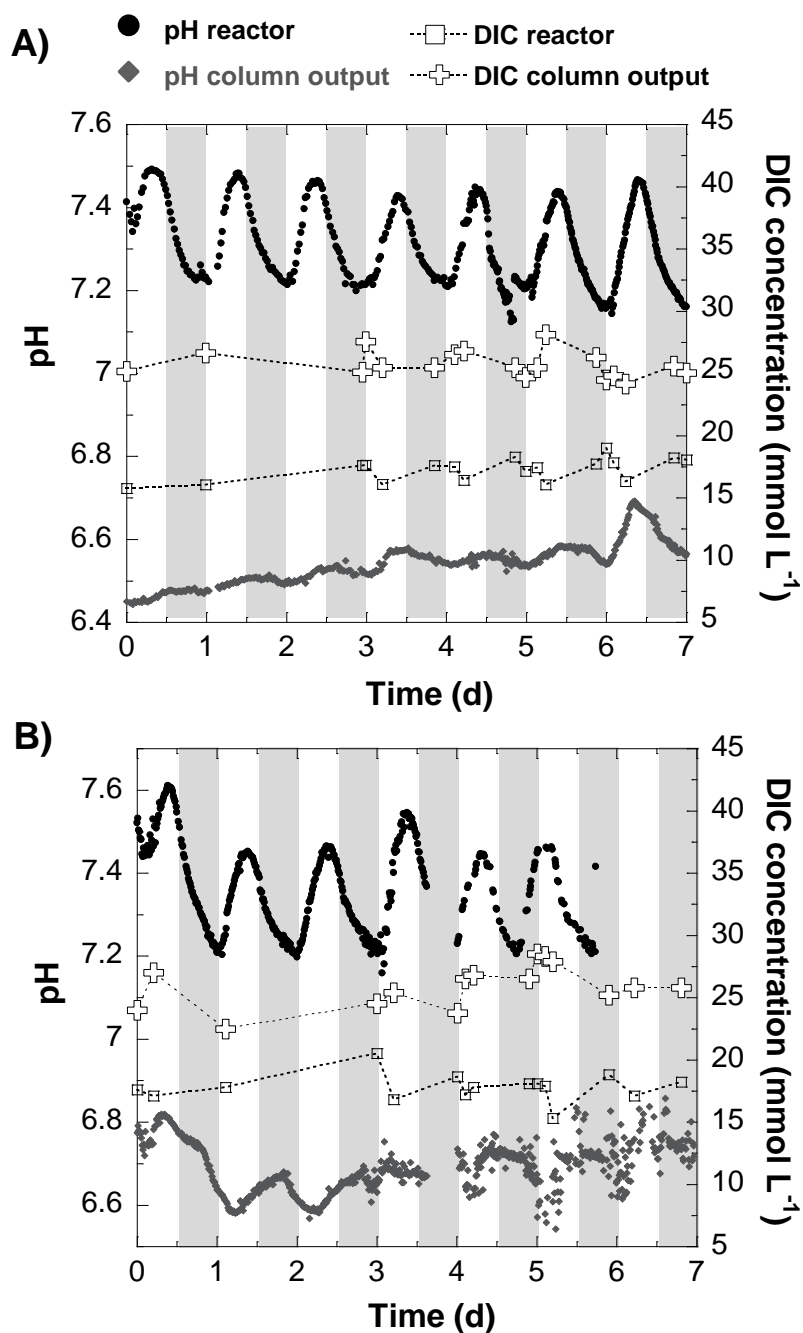 A)
pH reactor
DIC reactor
pH column output
DIC column output
7.6
7.4
7.2
7
6.8
6.6
6.4
pH
45
40
35
30
25
20
15
10
5
DIC concentration (mmol L⁻¹)
0 1 2 3 4 5 6 7
Time (d)
B)
7.6
7.4
7.2
7
6.8
6.6
pH
45
40
35
30
25
20
15
10
5
DIC concentration (mmol L⁻¹)
0 1 2 3 4 5 6 7
Time (d)